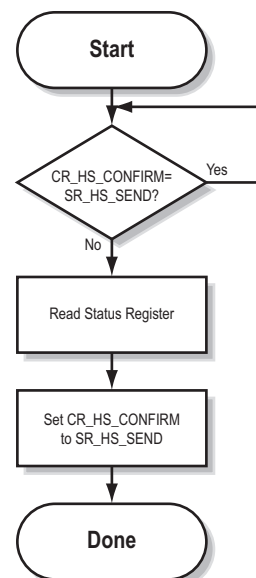 Start
CR_HS_CONFIRM=
SR_HS_SEND?
Yes
No
Read Status Register
Set CR_HS_CONFIRM
to SR_HS_SEND
Done